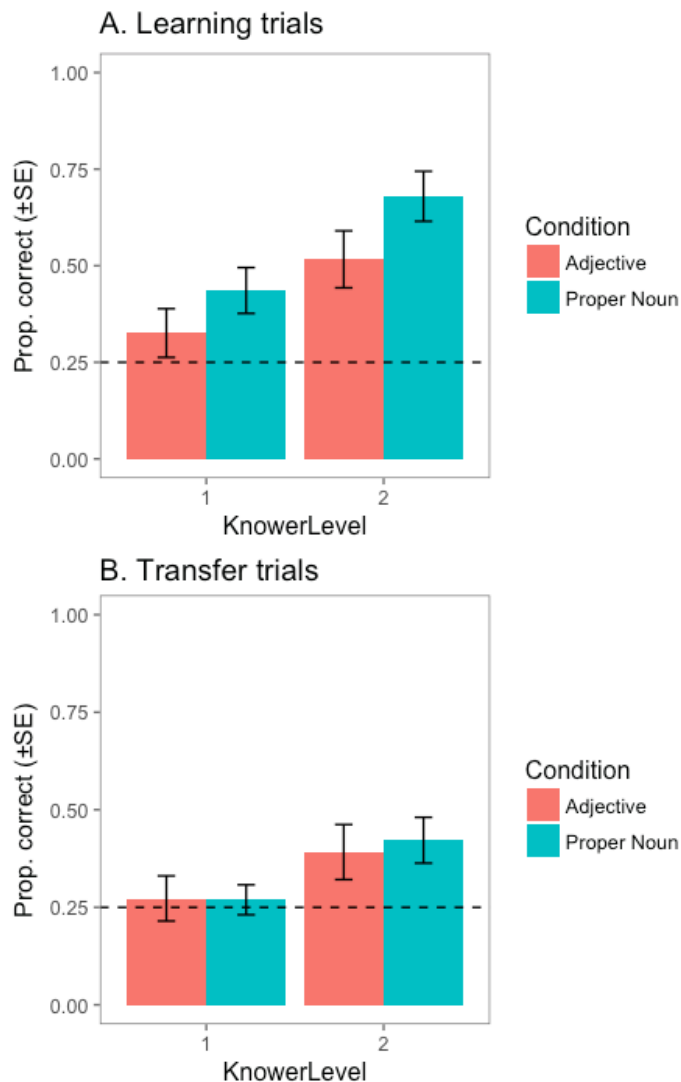 A. Learning trials
1.00
0.75
0.50
0.25
0.00
Prop. correct (±SE)
1
2
KnowerLevel
Condition
Adjective
Proper Noun
B. Transfer trials
1.00
0.75
0.50
0.25
0.00
Prop. correct (±SE)
1
2
KnowerLevel
Condition
Adjective
Proper Noun